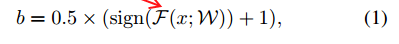 b = 0.5 × (sign(𝓕(x; 𝒲)) + 1), (1)